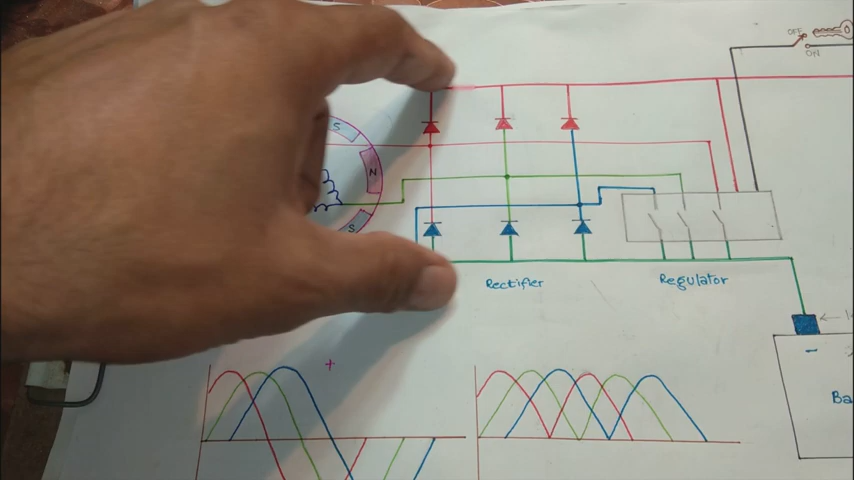 OFF
ON
S
N
S
Rectifier
Regulator
+
-
Ba